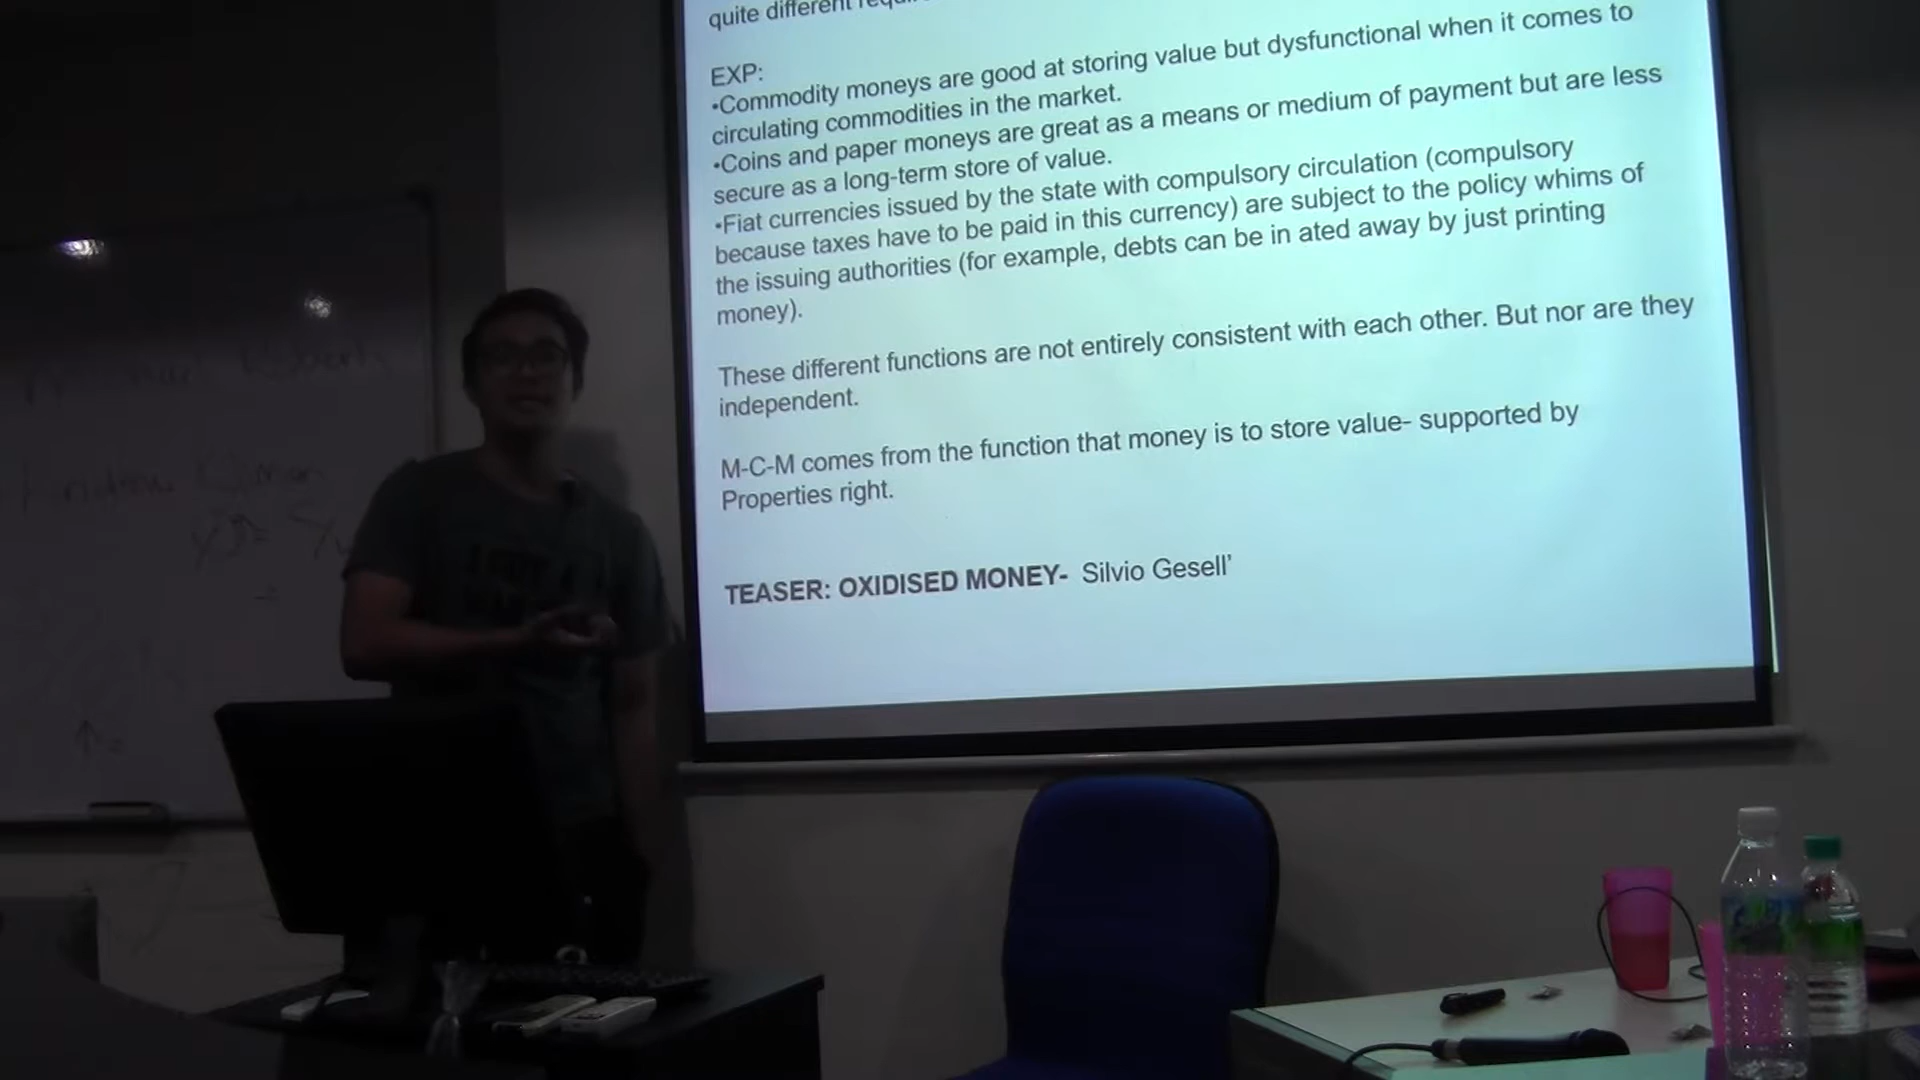 quite different
EXP:
•Commodity moneys are good at storing value but dysfunctional when it comes to
circulating commodities in the market.
•Coins and paper moneys are great as a means or medium of payment but are less
secure as a long-term store of value.
•Fiat currencies issued by the state with compulsory circulation (compulsory
because taxes have to be paid in this currency) are subject to the policy whims of
the issuing authorities (for example, debts can be in ated away by just printing
money).
These different functions are not entirely consistent with each other. But nor are they
independent.
M-C-M comes from the function that money is to store value- supported by
Properties right.
TEASER: OXIDISED MONEY- Silvio Gesell’